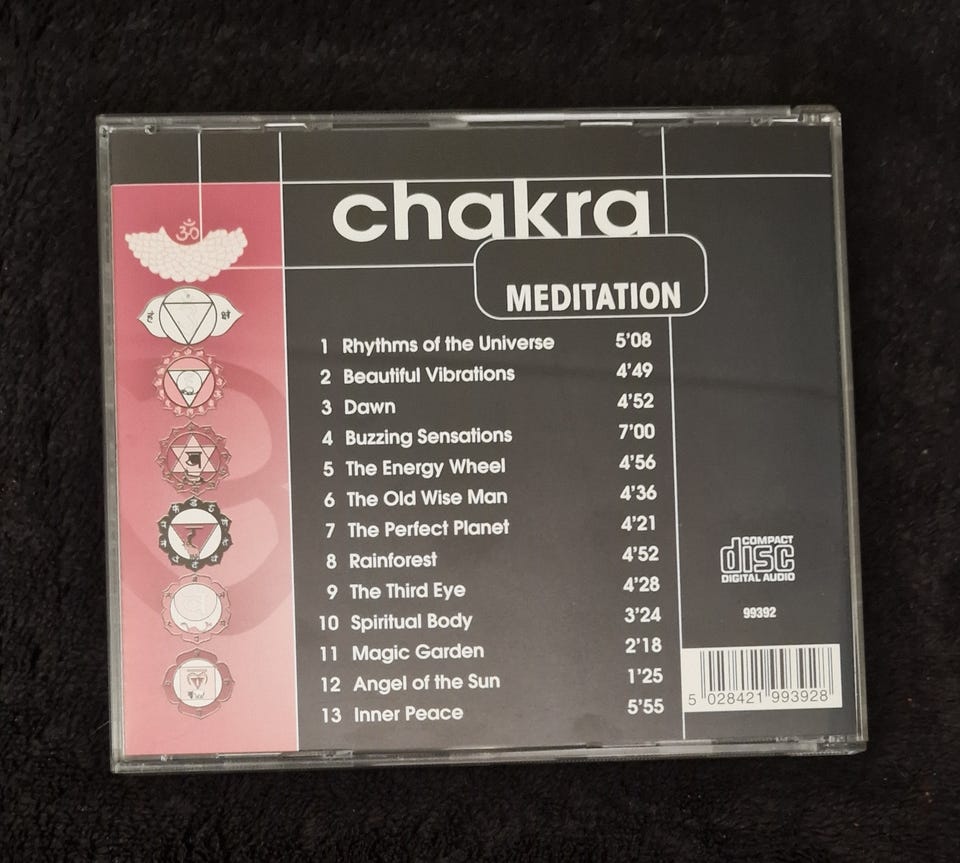 chakra
MEDITATION
ॐ
1 Rhythms of the Universe 5'08
2 Beautiful Vibrations 4'49
3 Dawn 4'52
4 Buzzing Sensations 7'00
5 The Energy Wheel 4'56
6 The Old Wise Man 4'36
7 The Perfect Planet 4'21
8 Rainforest 4'52
9 The Third Eye 4'28
10 Spiritual Body 3'24
11 Magic Garden 2'18
12 Angel of the Sun 1'25
13 Inner Peace 5'55
COMPACT
disc
DIGITAL AUDIO
99392
5 028421 993928